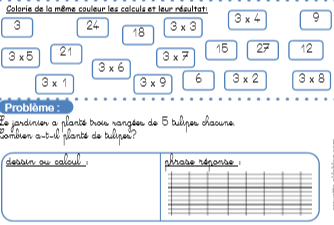 Colorie de la même couleur les calculs et leur résultat:
3 24 18 3 x 3 3 x 4 9
3 x 5 21 3 x 6 3 x 7 15 27 12
3 x 1 3 x 9 6 3 x 2 3 x 8
Problème :
Le jardinier a planté trois rangées de 5 tulipes chacune.
Combien a-t-il planté de tulipes?
dessin ou calcul : phrase réponse :